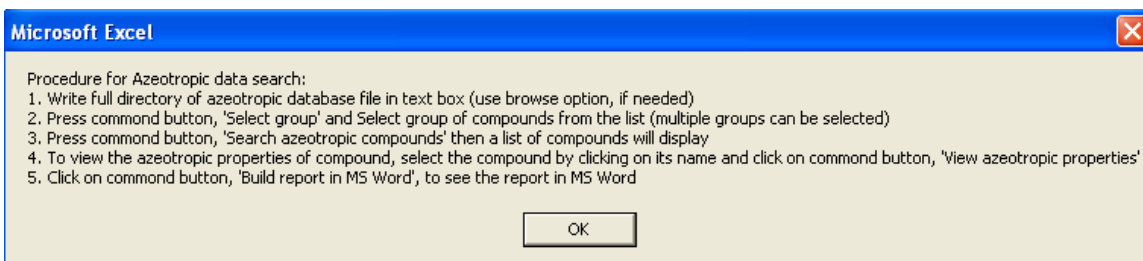 Microsoft Excel
Procedure for Azeotropic data search:
1. Write full directory of azeotropic database file in text box (use browse option, if needed)
2. Press commond button, 'Select group' and Select group of compounds from the list (multiple groups can be selected)
3. Press commond button, 'Search azeotropic compounds' then a list of compounds will display
4. To view the azeotropic properties of compound, select the compound by clicking on its name and click on commond button, 'View azeotropic properties'
5. Click on commond button, 'Build report in MS Word', to see the report in MS Word
OK